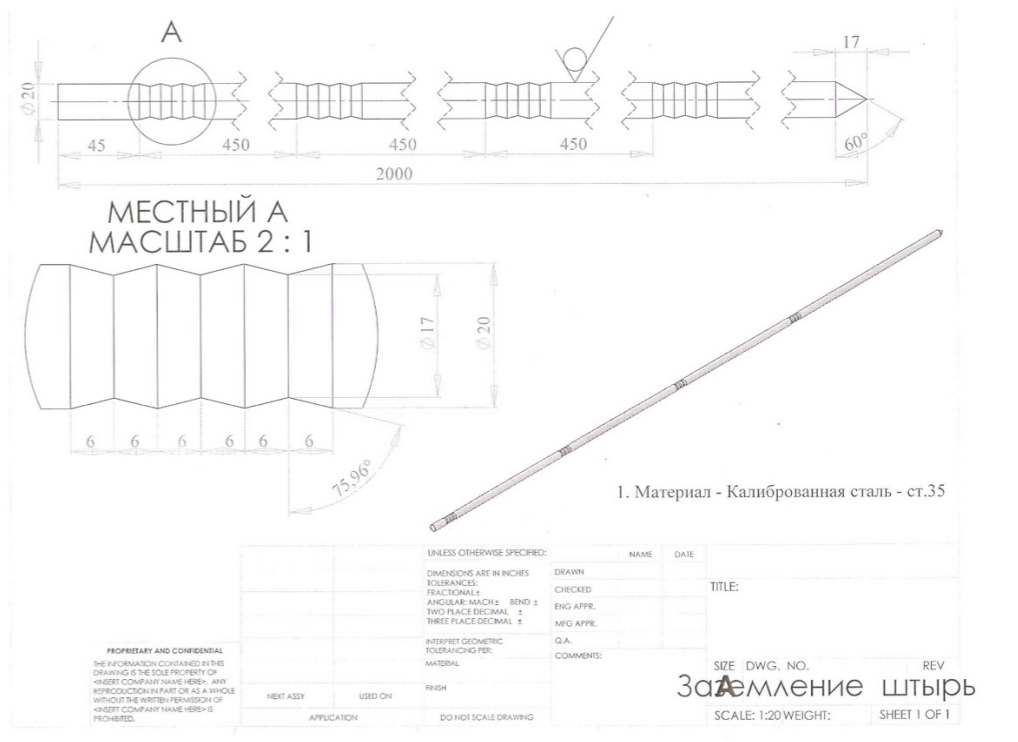 A
17
⌀20
45
450
450
450
60°
2000
МЕСТНЫЙ А
МАСШТАБ 2 : 1
⌀17
⌀20
6
6
6
6
6
6
75,96°
1. Материал - Калиброванная сталь - ст.35
UNLESS OTHERWISE SPECIFIED:
NAME
DATE
DIMENSIONS ARE IN INCHES
TOLERANCES:
FRACTIONAL±
ANGULAR: MACH± BEND ±
TWO PLACE DECIMAL ±
THREE PLACE DECIMAL ±
DRAWN
CHECKED
ENG APPR.
MFG APPR.
Q.A.
COMMENTS:
TITLE:
INTERPRET GEOMETRIC
TOLERANCING PER:
MATERIAL
FINISH
PROPRIETARY AND CONFIDENTIAL
THE INFORMATION CONTAINED IN THIS
DRAWING IS THE SOLE PROPERTY OF
<INSERT COMPANY NAME HERE>. ANY
REPRODUCTION IN PART OR AS A WHOLE
WITHOUT THE WRITTEN PERMISSION OF
<INSERT COMPANY NAME HERE> IS
PROHIBITED.
NEXT ASSY
USED ON
APPLICATION
DO NOT SCALE DRAWING
SIZE DWG. NO.
REV
A
Заземление штырь
SCALE: 1:20 WEIGHT:
SHEET 1 OF 1